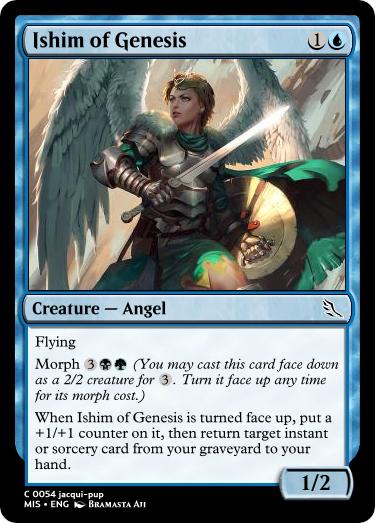 Ishim of Genesis 1
Creature — Angel
Flying
Morph 3 (You may cast this card face down
as a 2/2 creature for 3. Turn it face up any time
for its morph cost.)
When Ishim of Genesis is turned face up, put a
+1/+1 counter on it, then return target instant
or sorcery card from your graveyard to your
hand.
1/2
C 0054 jacqui-pup
MIS • ENG Bramasta Aji